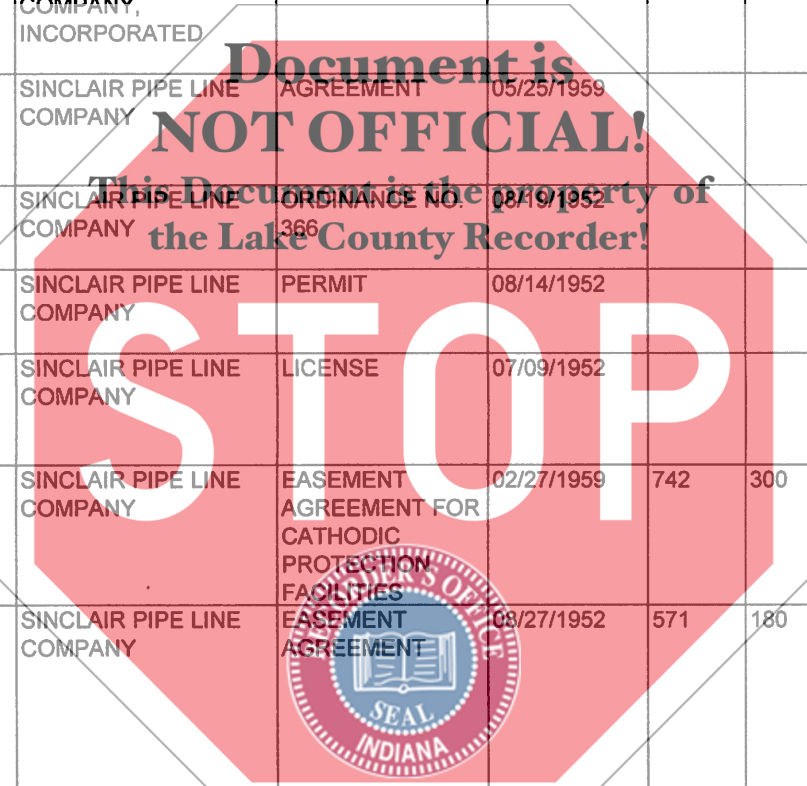 COMPANY,
INCORPORATED
Document is
SINCLAIR PIPE LINE AGREEMENT 05/25/1959
COMPANY
NOT OFFICIAL!
This Document is the property of
SINCLAIR PIPE LINE ORDINANCE NO. 08/19/1952
COMPANY 366
the Lake County Recorder!
SINCLAIR PIPE LINE PERMIT 08/14/1952
COMPANY
STOP
SINCLAIR PIPE LINE LICENSE 07/09/1952
COMPANY
SINCLAIR PIPE LINE EASEMENT 02/27/1959 742 300
COMPANY AGREEMENT FOR
CATHODIC
PROTECTION
FACILITIES
SINCLAIR PIPE LINE EASEMENT 08/27/1952 571 180
COMPANY AGREEMENT
RECORDER'S OFFICE
SEAL
INDIANA